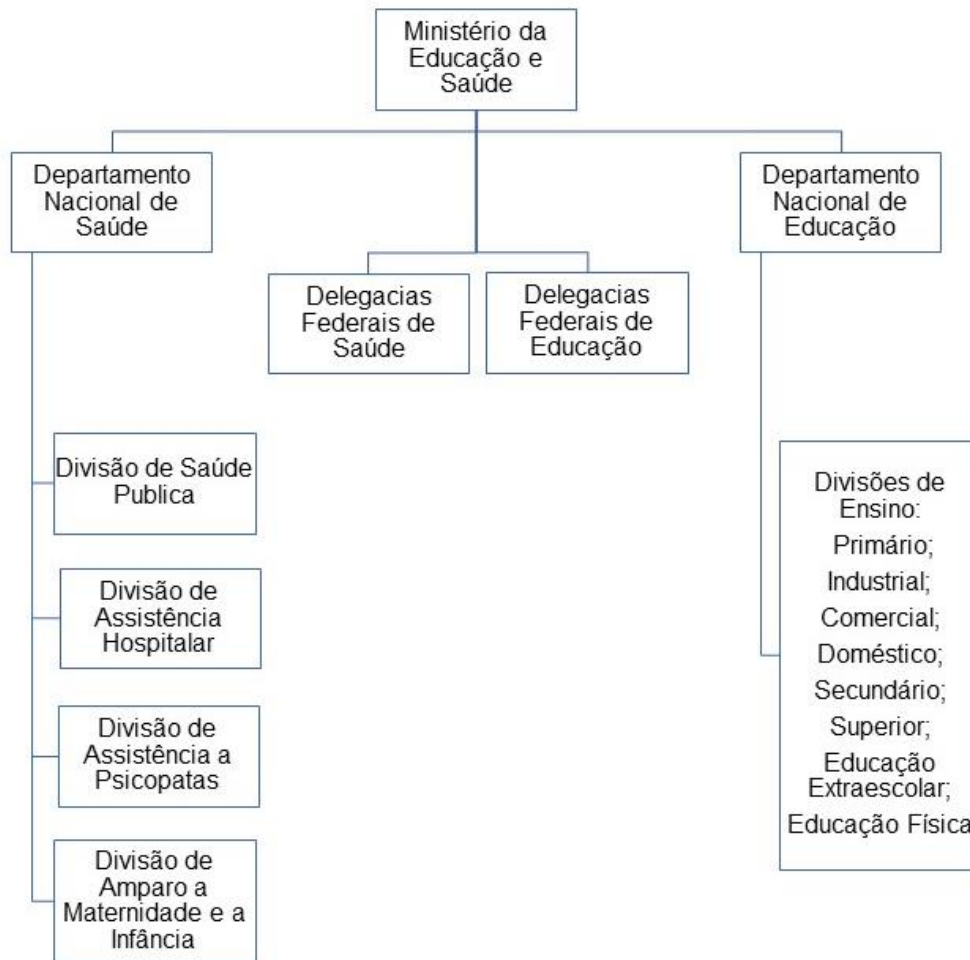 Ministério da
Educação e
Saúde
Departamento
Nacional de
Saúde
Departamento
Nacional de
Educação
Delegacias
Federais de
Saúde
Delegacias
Federais de
Educação
Divisão de Saúde
Publica
Divisão de
Assistência
Hospitalar
Divisão de
Assistência a
Psicopatas
Divisão de
Amparo a
Maternidade e a
Infância
Divisões de
Ensino:
Primário;
Industrial;
Comercial;
Doméstico;
Secundário;
Superior;
Educação
Extraescolar;
Educação Física